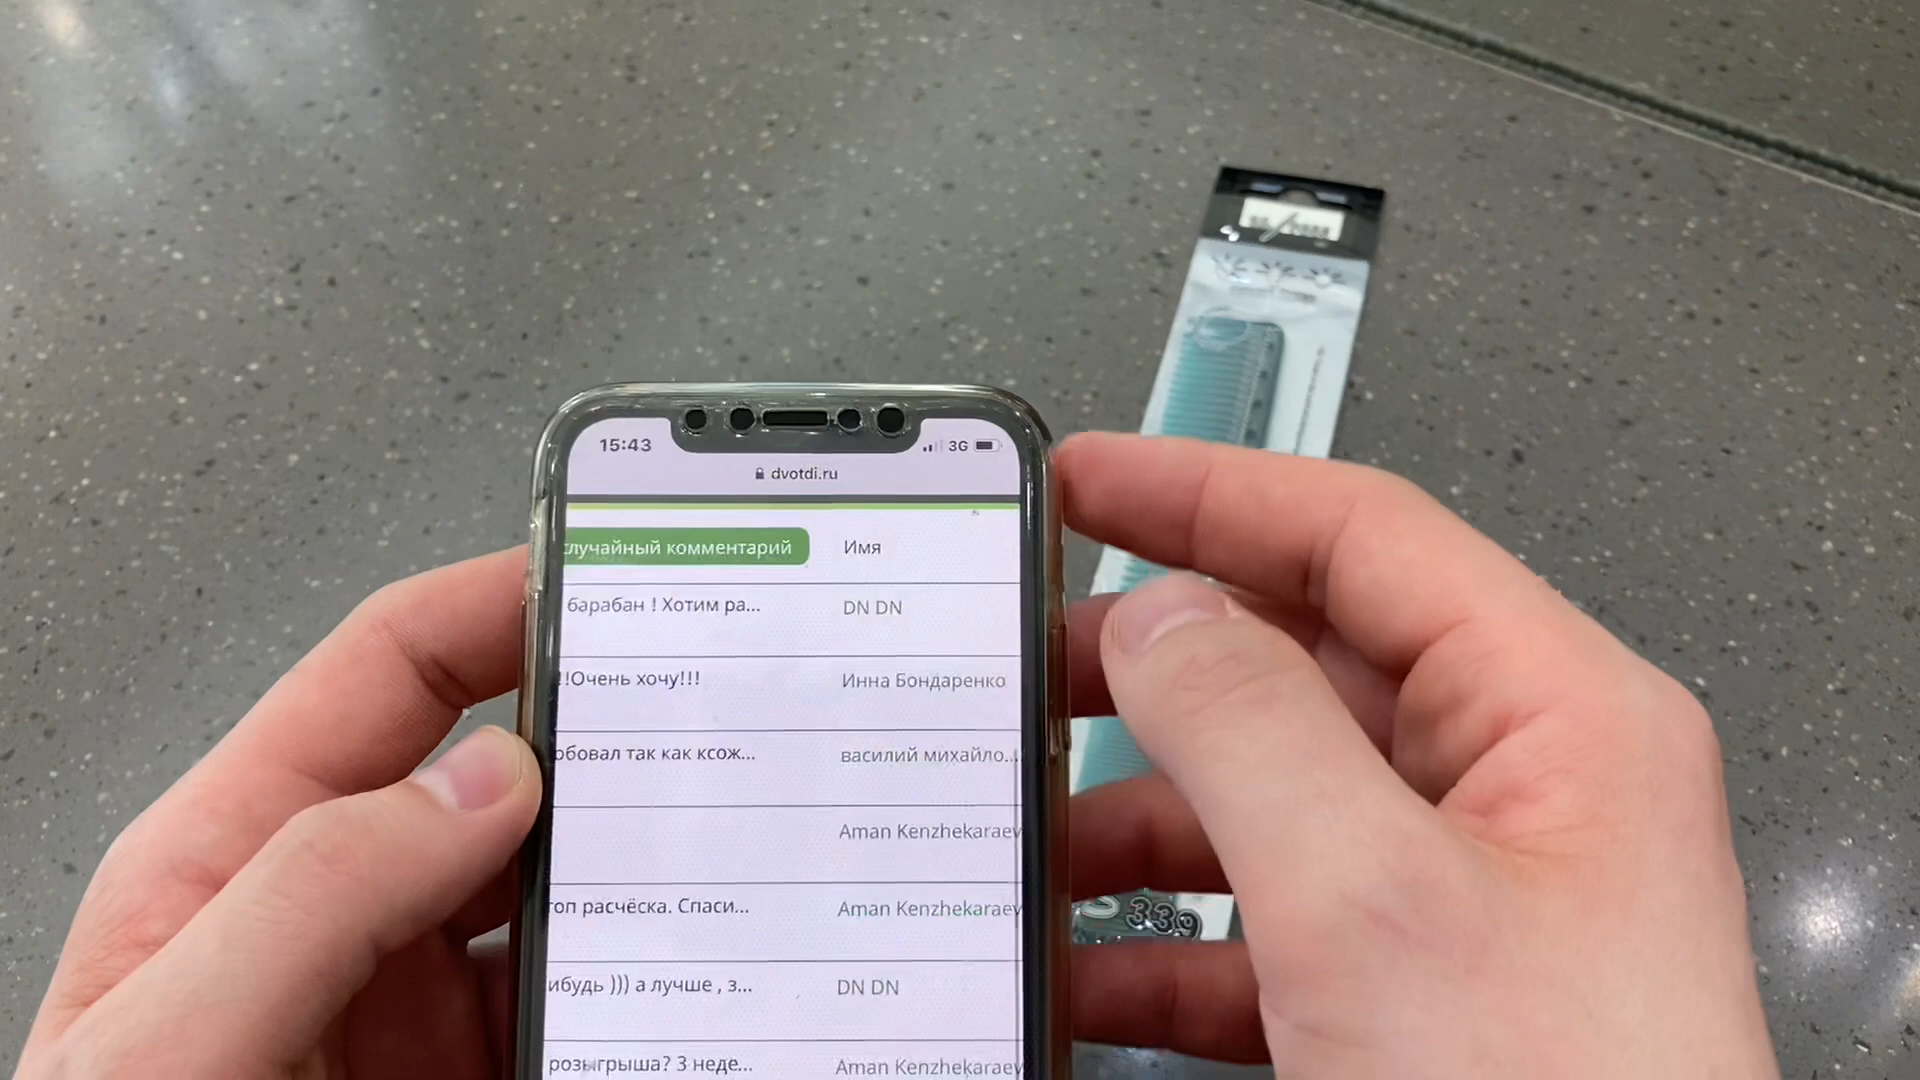 15:43
3G
dvotdi.ru
случайный комментарий Имя
барабан ! Хотим ра... DN DN
!!Очень хочу!!! Инна Бондаренко
обовал так как ксож... василий михайло...
Aman Kenzhekaraev
топ расчёска. Спаси... Aman Kenzhekaraev
ибудь ))) а лучше , з... DN DN
розыгрыша? 3 неде... Aman Kenzhekaraev
339